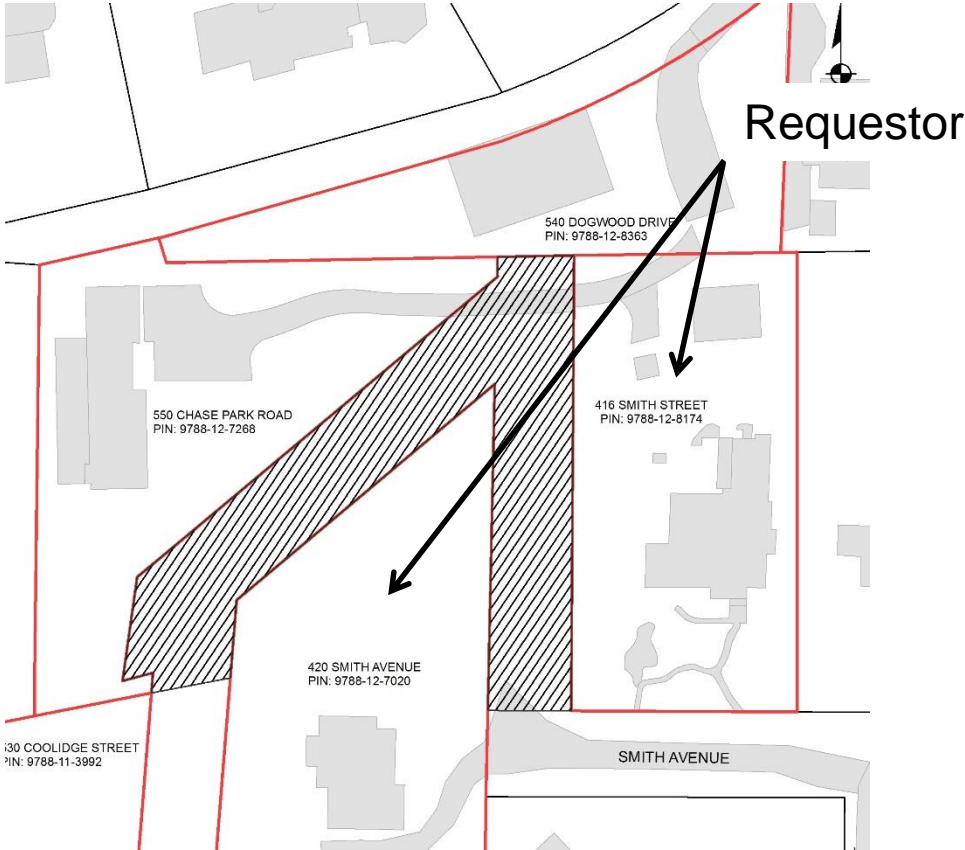 Requestor
540 DOGWOOD DRIVE
PIN: 9788-12-8363
550 CHASE PARK ROAD
PIN: 9788-12-7268
416 SMITH STREET
PIN: 9788-12-8174
420 SMITH AVENUE
PIN: 9788-12-7020
530 COOLIDGE STREET
PIN: 9788-11-3992
SMITH AVENUE